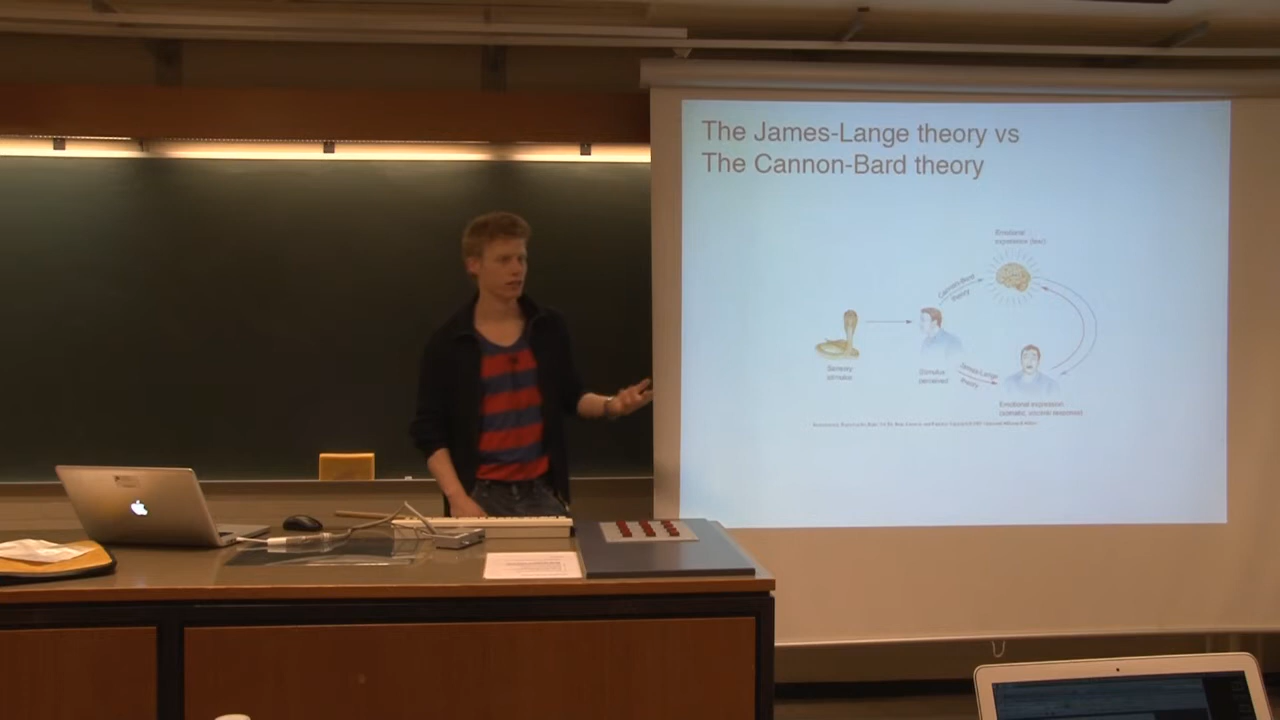 The James-Lange theory vs
The Cannon-Bard theory
Emotional
experience (fear)
Cannon-Bard
theory
Sensory
stimulus
Stimulus
perceived
James-Lange
theory
Emotional expression
(somatic, visceral response)